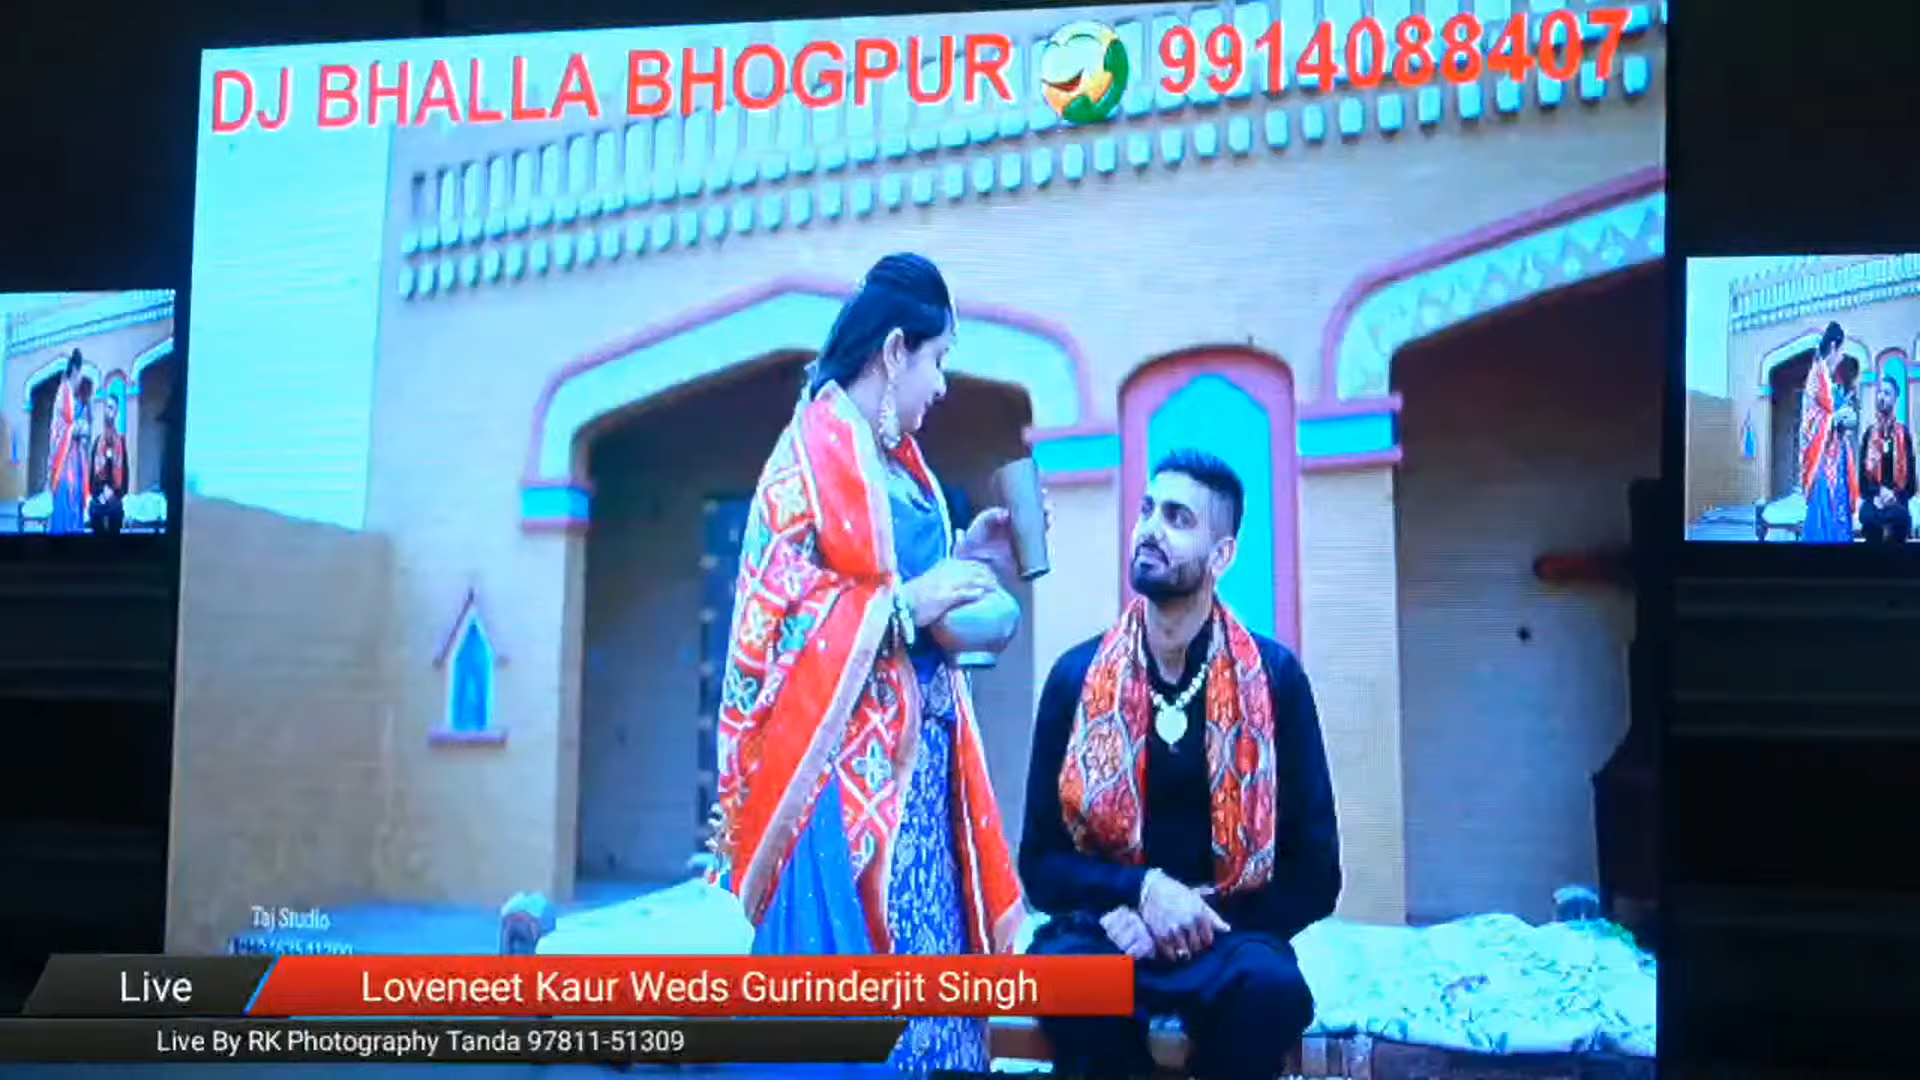 DJ BHALLA BHOGPUR 9914088407
Taj Studio
Live
Loveneet Kaur Weds Gurinderjit Singh
Live By RK Photography Tanda 97811-51309